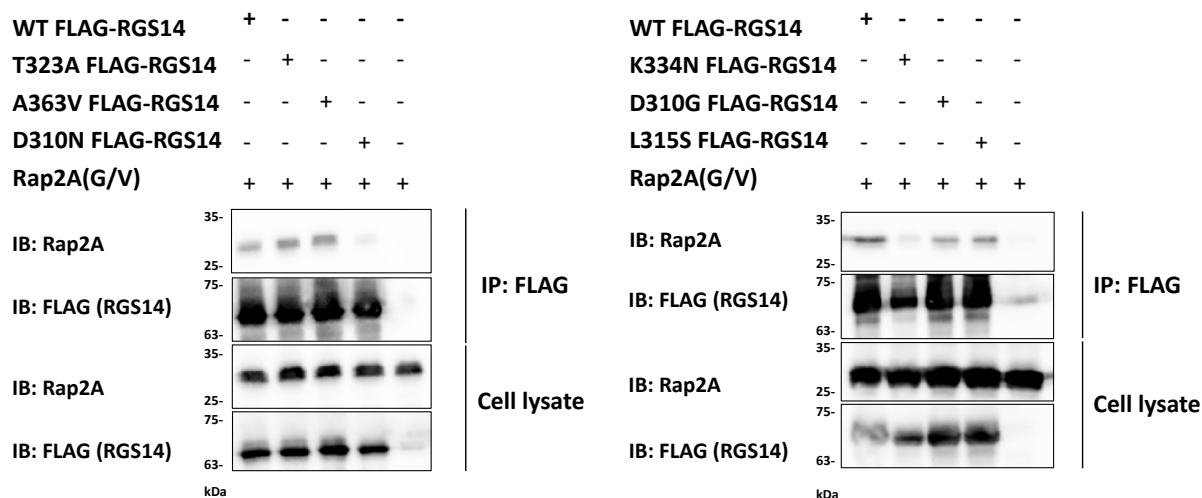 WT FLAG-RGS14 + - - - -
T323A FLAG-RGS14 - + - - -
A363V FLAG-RGS14 - - + - -
D310N FLAG-RGS14 - - - + -
Rap2A(G/V) + + + + +
35-
IB: Rap2A
25-
75-
IB: FLAG (RGS14)
63-
IP: FLAG
35-
IB: Rap2A
25-
75-
IB: FLAG (RGS14)
63-
Cell lysate
kDa
WT FLAG-RGS14 + - - - -
K334N FLAG-RGS14 - + - - -
D310G FLAG-RGS14 - - + - -
L315S FLAG-RGS14 - - - + -
Rap2A(G/V) + + + + +
35-
IB: Rap2A
25-
75-
IB: FLAG (RGS14)
63-
IP: FLAG
35-
IB: Rap2A
25-
75-
IB: FLAG (RGS14)
63-
Cell lysate
kDa